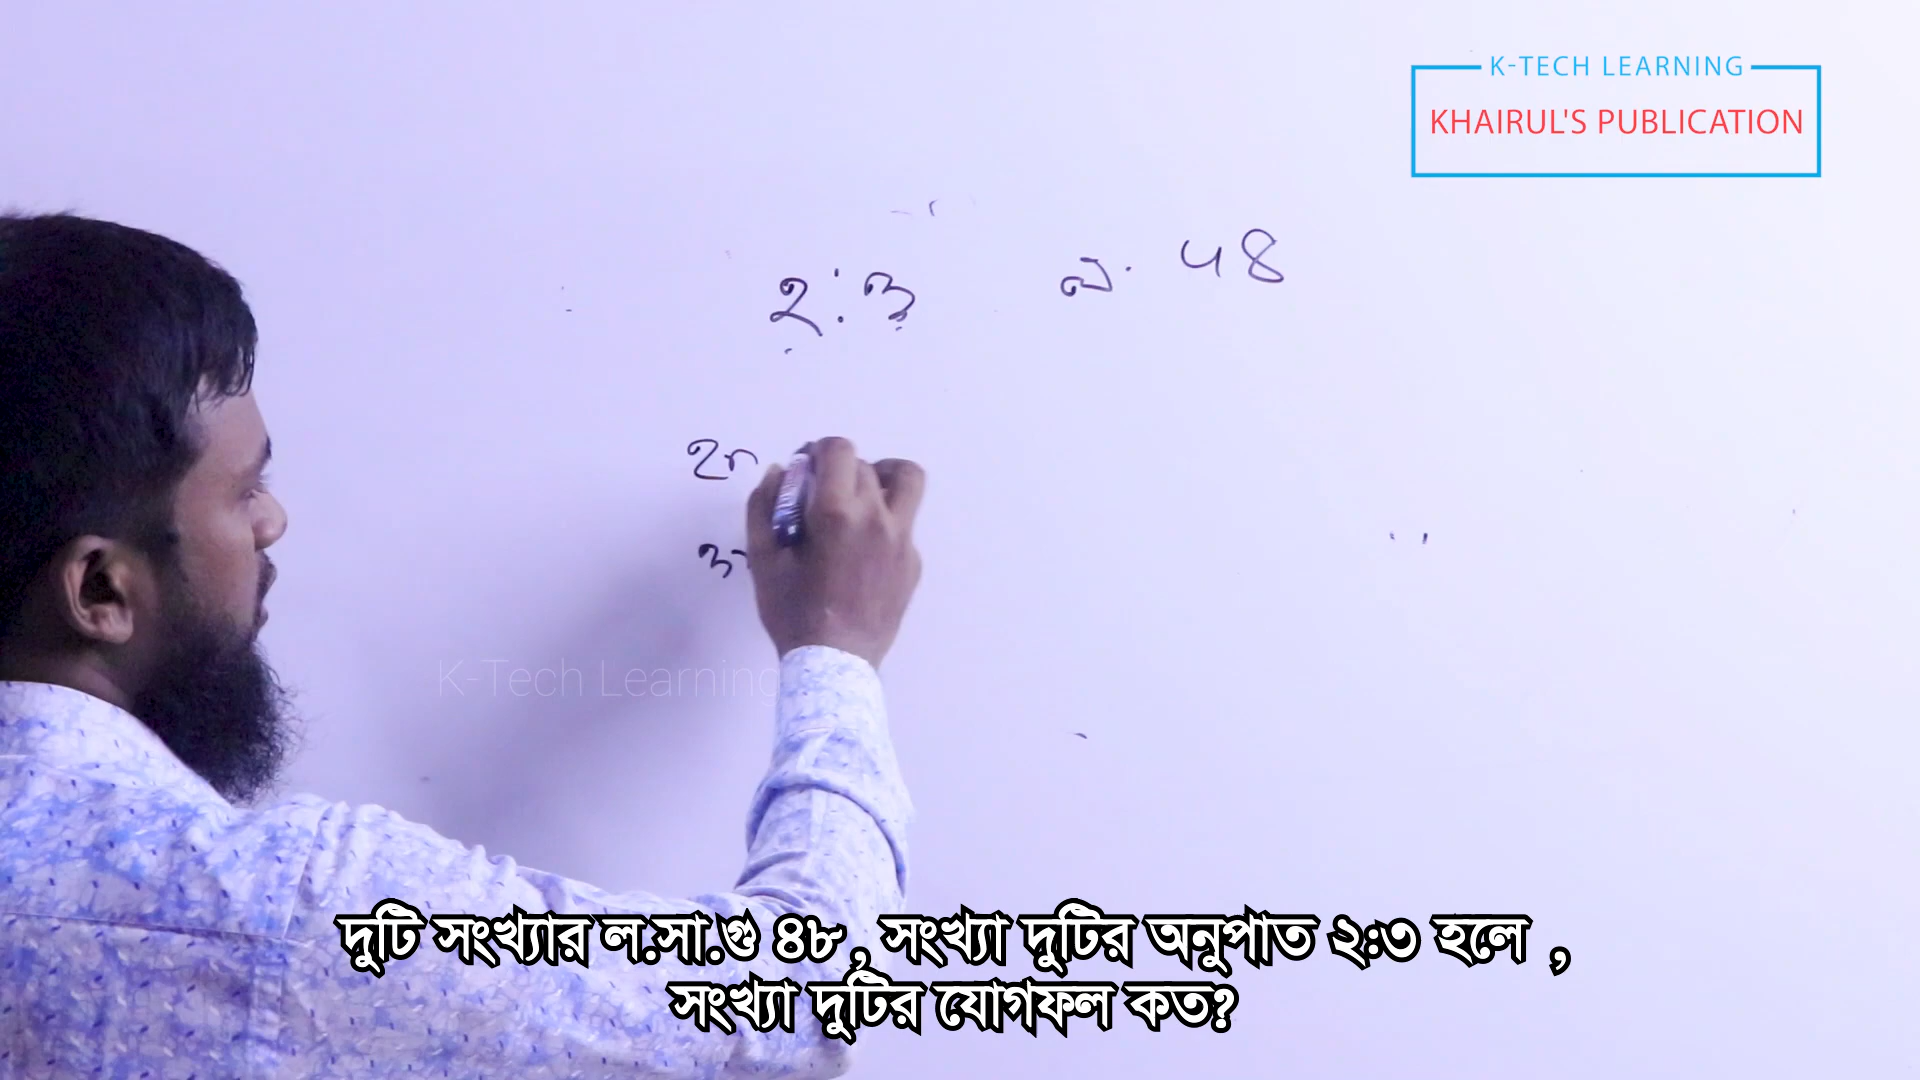 K-TECH LEARNING
KHAIRUL'S PUBLICATION
২:৩ ল. ৪৮
২x
৩
K-Tech Learning
দুটি সংখ্যার ল.সা.গু ৪৮, সংখ্যা দুটির অনুপাত ২:৩ হলে ,
সংখ্যা দুটির যোগফল কত?